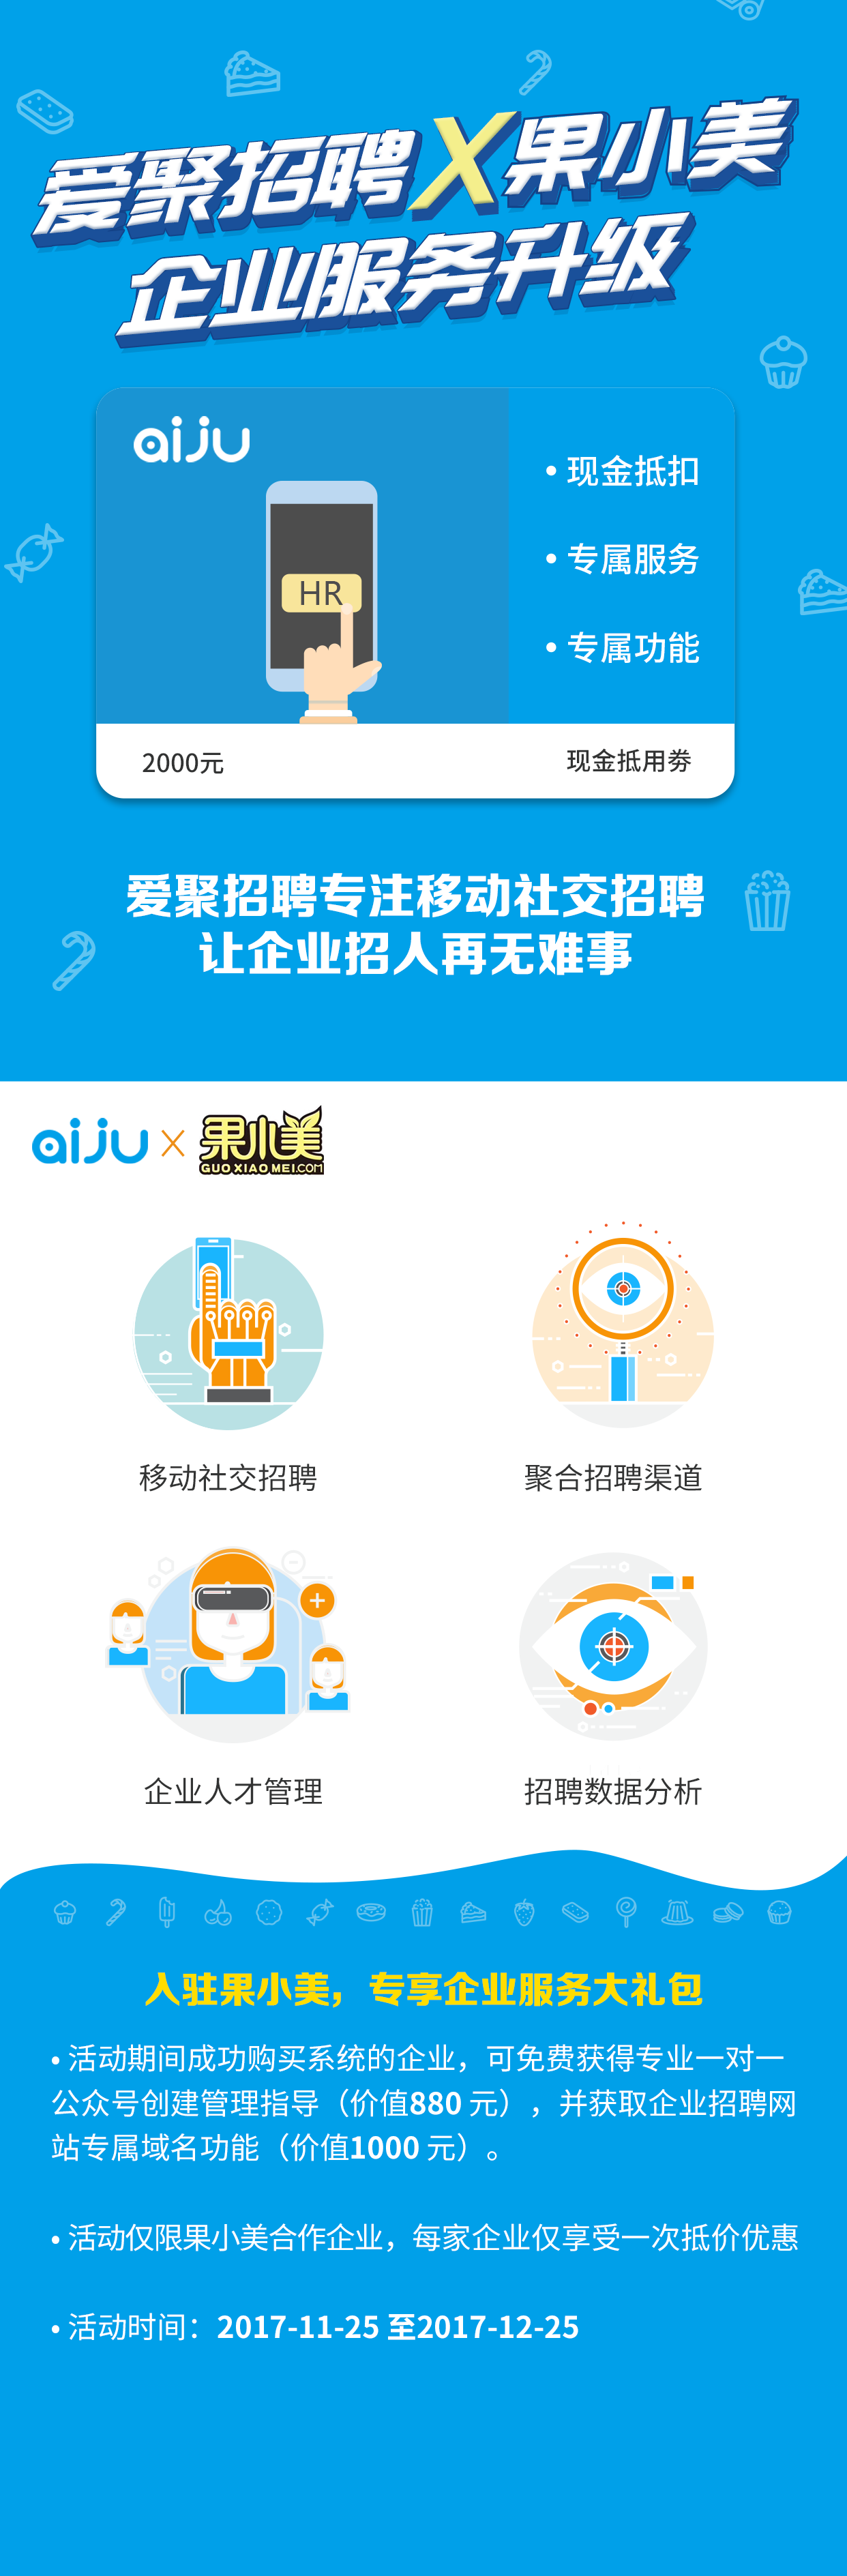 爱聚招聘X果小美
企业服务升级
aiju
• 现金抵扣
HR
• 专属服务
• 专属功能
2000元
现金抵用券
爱聚招聘专注移动社交招聘
让企业招人再无难事
aiju X 果小美
GUOXIAOMEI.COM
移动社交招聘
聚合招聘渠道
企业人才管理
招聘数据分析
入驻果小美，专享企业服务大礼包
• 活动期间成功购买系统的企业，可免费获得专业一对一
公众号创建管理指导（价值880 元），并获取企业招聘网
站专属域名功能（价值1000 元）。
• 活动仅限果小美合作企业，每家企业仅享受一次抵价优惠
• 活动时间：2017-11-25 至2017-12-25